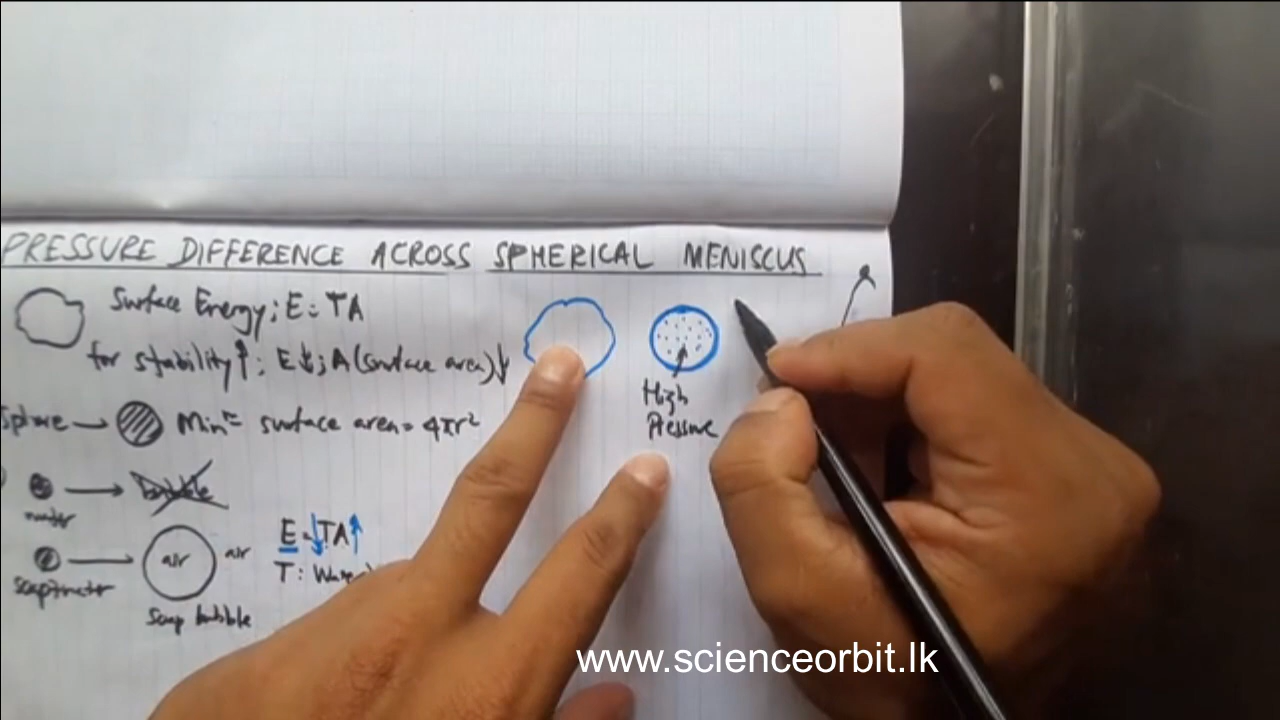 PRESSURE DIFFERENCE ACROSS SPHERICAL MENISCUS
Surface Energy; E = TA
for stability↑; E↓; A (surface area)↓
Sphere → Min^m surface area = 4πr²
water → bubble
soap+water → air air
soap bubble
E = ↓TA↑
T: Water
High
Pressure
www.scienceorbit.lk